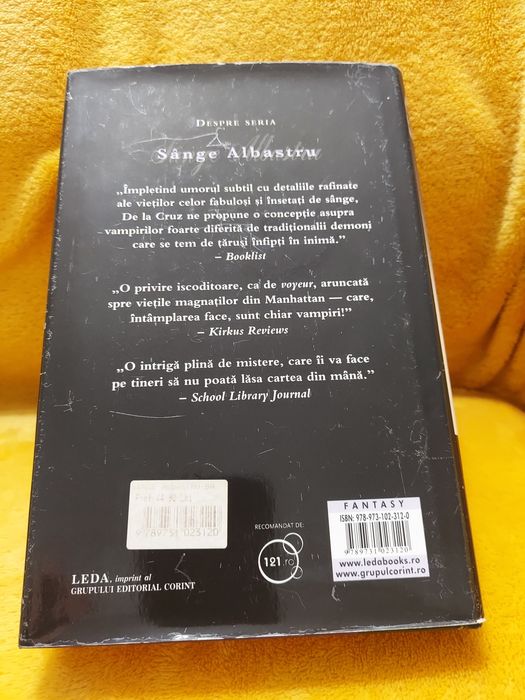 DESPRE SERIA
Sânge Albastru
„Împletind umorul subtil cu detaliile rafinate
ale vieților celor fabuloși și însetați de sânge,
De la Cruz ne propune o concepție asupra
vampirilor foarte diferită de tradiționalii demoni
care se tem de țăruși înfipți în inimă.”
– Booklist
„O privire iscoditoare, ca de voyeur, aruncată
spre viețile magnaților din Manhattan — care,
întâmplarea face, sunt chiar vampiri!”
– Kirkus Reviews
„O intrigă plină de mistere, care îi va face
pe tineri să nu poată lăsa cartea din mână.”
– School Library Journal
9789731023120
LEDA, imprint al
GRUPULUI EDITORIAL CORINT
RECOMANDAT DE:
121.ro
FANTASY
ISBN: 978-973-102-312-0
9789731023120
www.ledabooks.ro
www.grupulcorint.ro